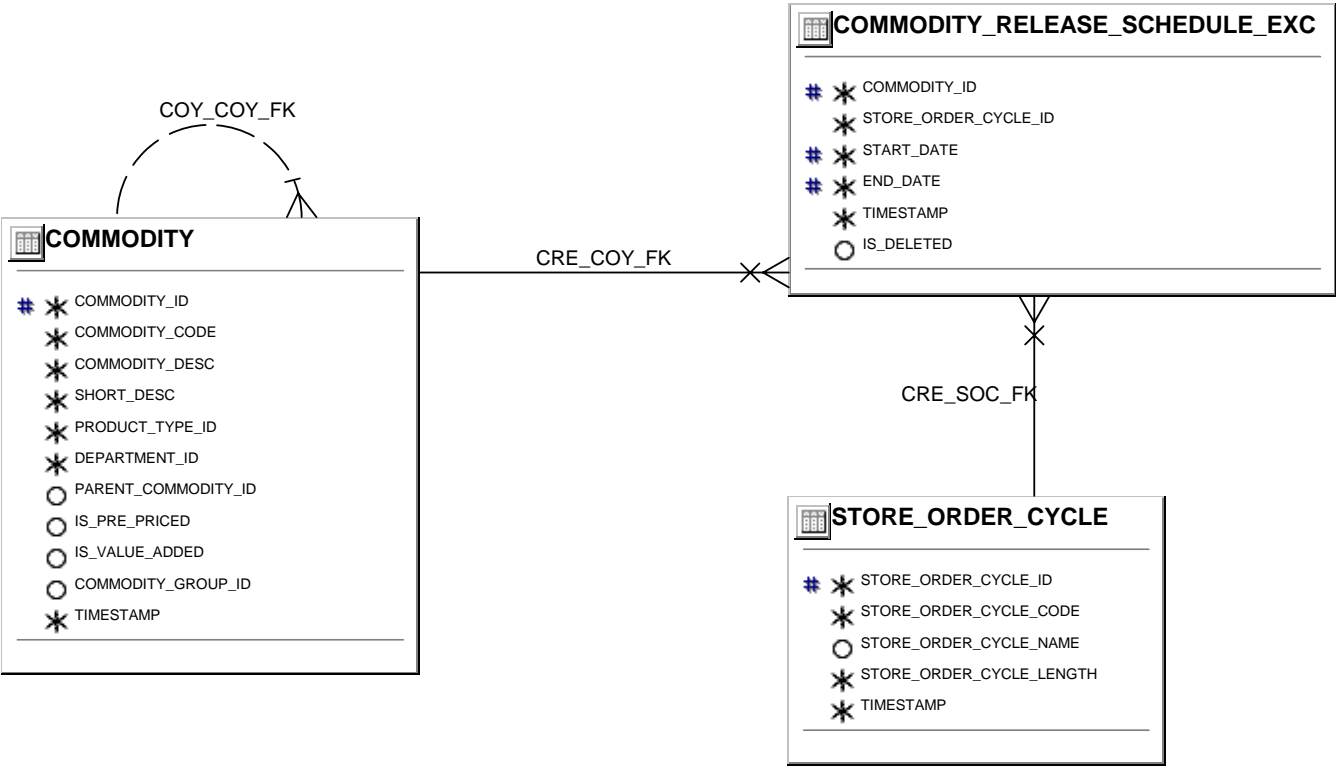 COMMODITY_RELEASE_SCHEDULE_EXC
# * COMMODITY_ID
* STORE_ORDER_CYCLE_ID
# * START_DATE
# * END_DATE
* TIMESTAMP
O IS_DELETED
COY_COY_FK
COMMODITY
# * COMMODITY_ID
* COMMODITY_CODE
* COMMODITY_DESC
* SHORT_DESC
* PRODUCT_TYPE_ID
* DEPARTMENT_ID
O PARENT_COMMODITY_ID
O IS_PRE_PRICED
O IS_VALUE_ADDED
O COMMODITY_GROUP_ID
* TIMESTAMP
CRE_COY_FK
CRE_SOC_FK
STORE_ORDER_CYCLE
# * STORE_ORDER_CYCLE_ID
* STORE_ORDER_CYCLE_CODE
O STORE_ORDER_CYCLE_NAME
* STORE_ORDER_CYCLE_LENGTH
* TIMESTAMP